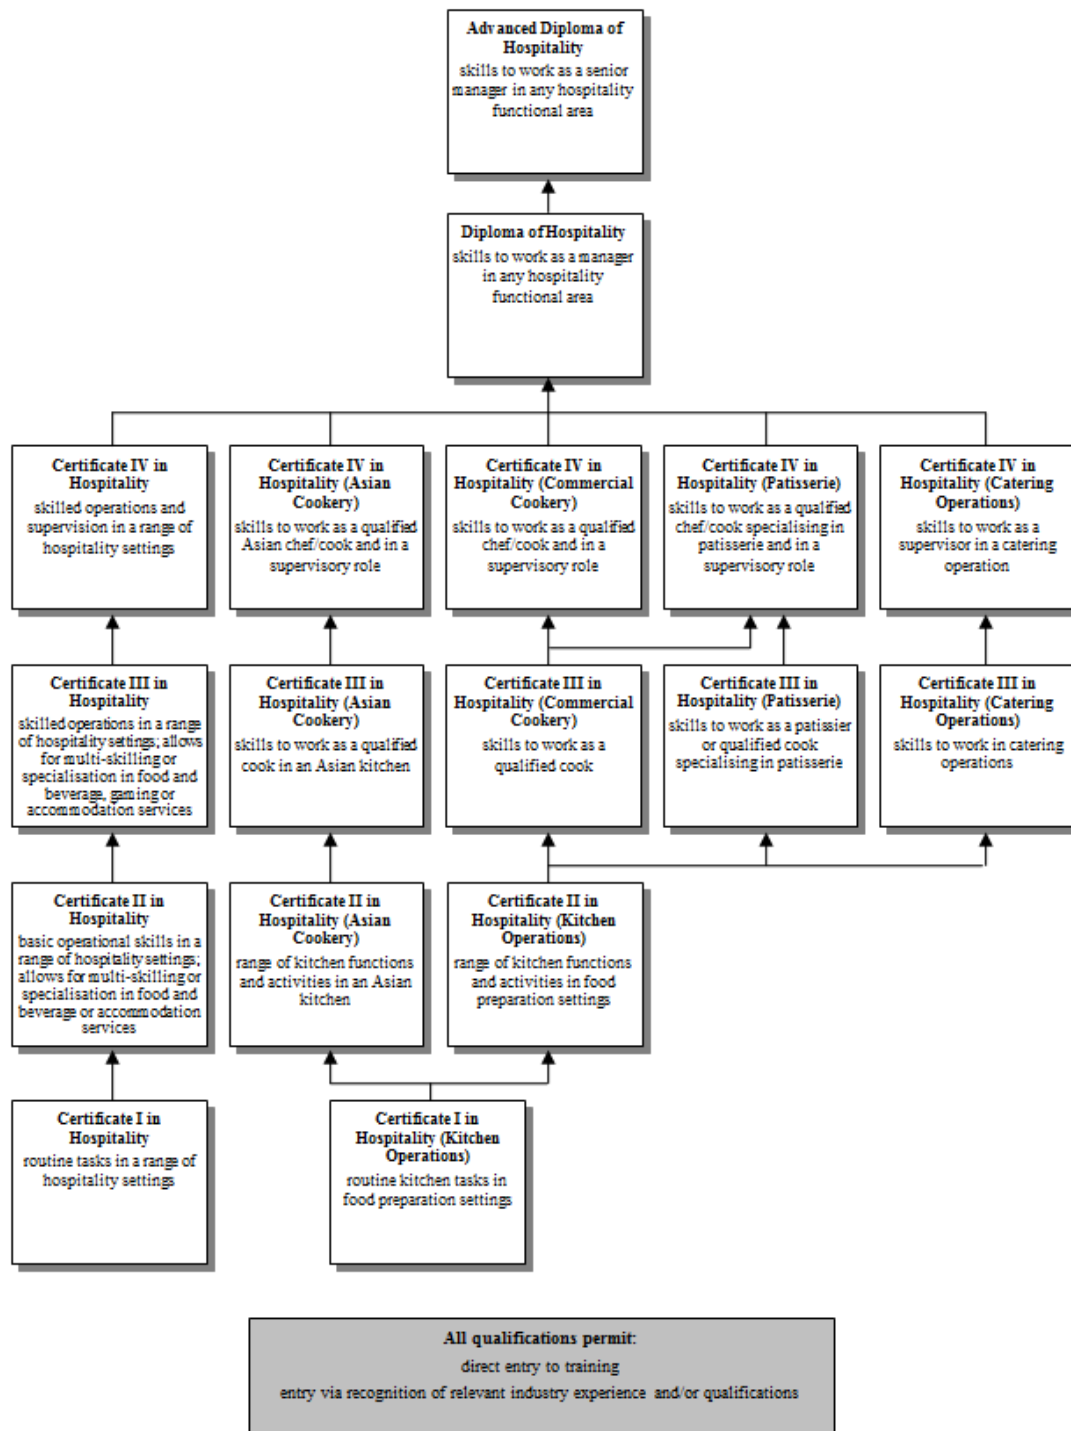 Advanced Diploma of
Hospitality
skills to work as a senior
manager in any hospitality
functional area
Diploma of Hospitality
skills to work as a manager
in any hospitality
functional area
Certificate IV in
Hospitality
skilled operations and
supervision in a range of
hospitality settings
Certificate IV in
Hospitality (Asian
Cookery)
skills to work as a qualified
Asian chef/cook and in a
supervisory role
Certificate IV in
Hospitality (Commercial
Cookery)
skills to work as a qualified
chef/cook and in a
supervisory role
Certificate IV in
Hospitality (Patisserie)
skills to work as a qualified
chef/cook specialising in
patisserie and in a
supervisory role
Certificate IV in
Hospitality (Catering
Operations)
skills to work as a
supervisor in a catering
operation
Certificate III in
Hospitality
skilled operations in a range
of hospitality settings; allows
for multi-skilling or
specialisation in food and
beverage, gaming or
accommodation services
Certificate III in
Hospitality (Asian
Cookery)
skills to work as a qualified
cook in an Asian kitchen
Certificate III in
Hospitality (Commercial
Cookery)
skills to work as a
qualified cook
Certificate III in
Hospitality (Patisserie)
skills to work as a patissier
or qualified cook
specialising in patisserie
Certificate III in
Hospitality (Catering
Operations)
skills to work in catering
operations
Certificate II in
Hospitality
basic operational skills in a
range of hospitality settings;
allows for multi-skilling or
specialisation in food and
beverage or accommodation
services
Certificate II in
Hospitality (Asian
Cookery)
range of kitchen functions
and activities in an Asian
kitchen
Certificate II in
Hospitality (Kitchen
Operations)
range of kitchen functions
and activities in food
preparation settings
Certificate I in
Hospitality
routine tasks in a range of
hospitality settings
Certificate I in
Hospitality (Kitchen
Operations)
routine kitchen tasks in
food preparation settings
All qualifications permit:
direct entry to training
entry via recognition of relevant industry experience and/or qualifications